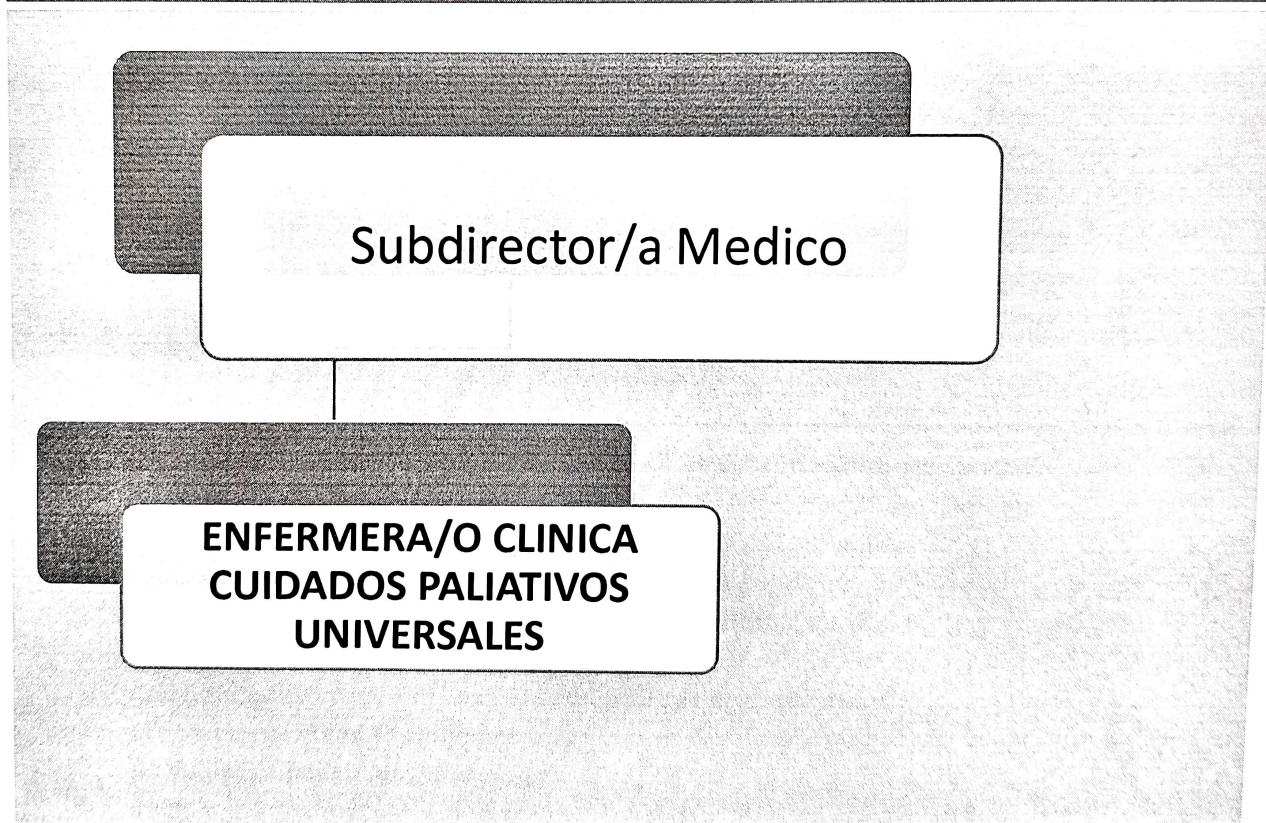 Subdirector/a Medico
ENFERMERA/O CLINICA
CUIDADOS PALIATIVOS
UNIVERSALES